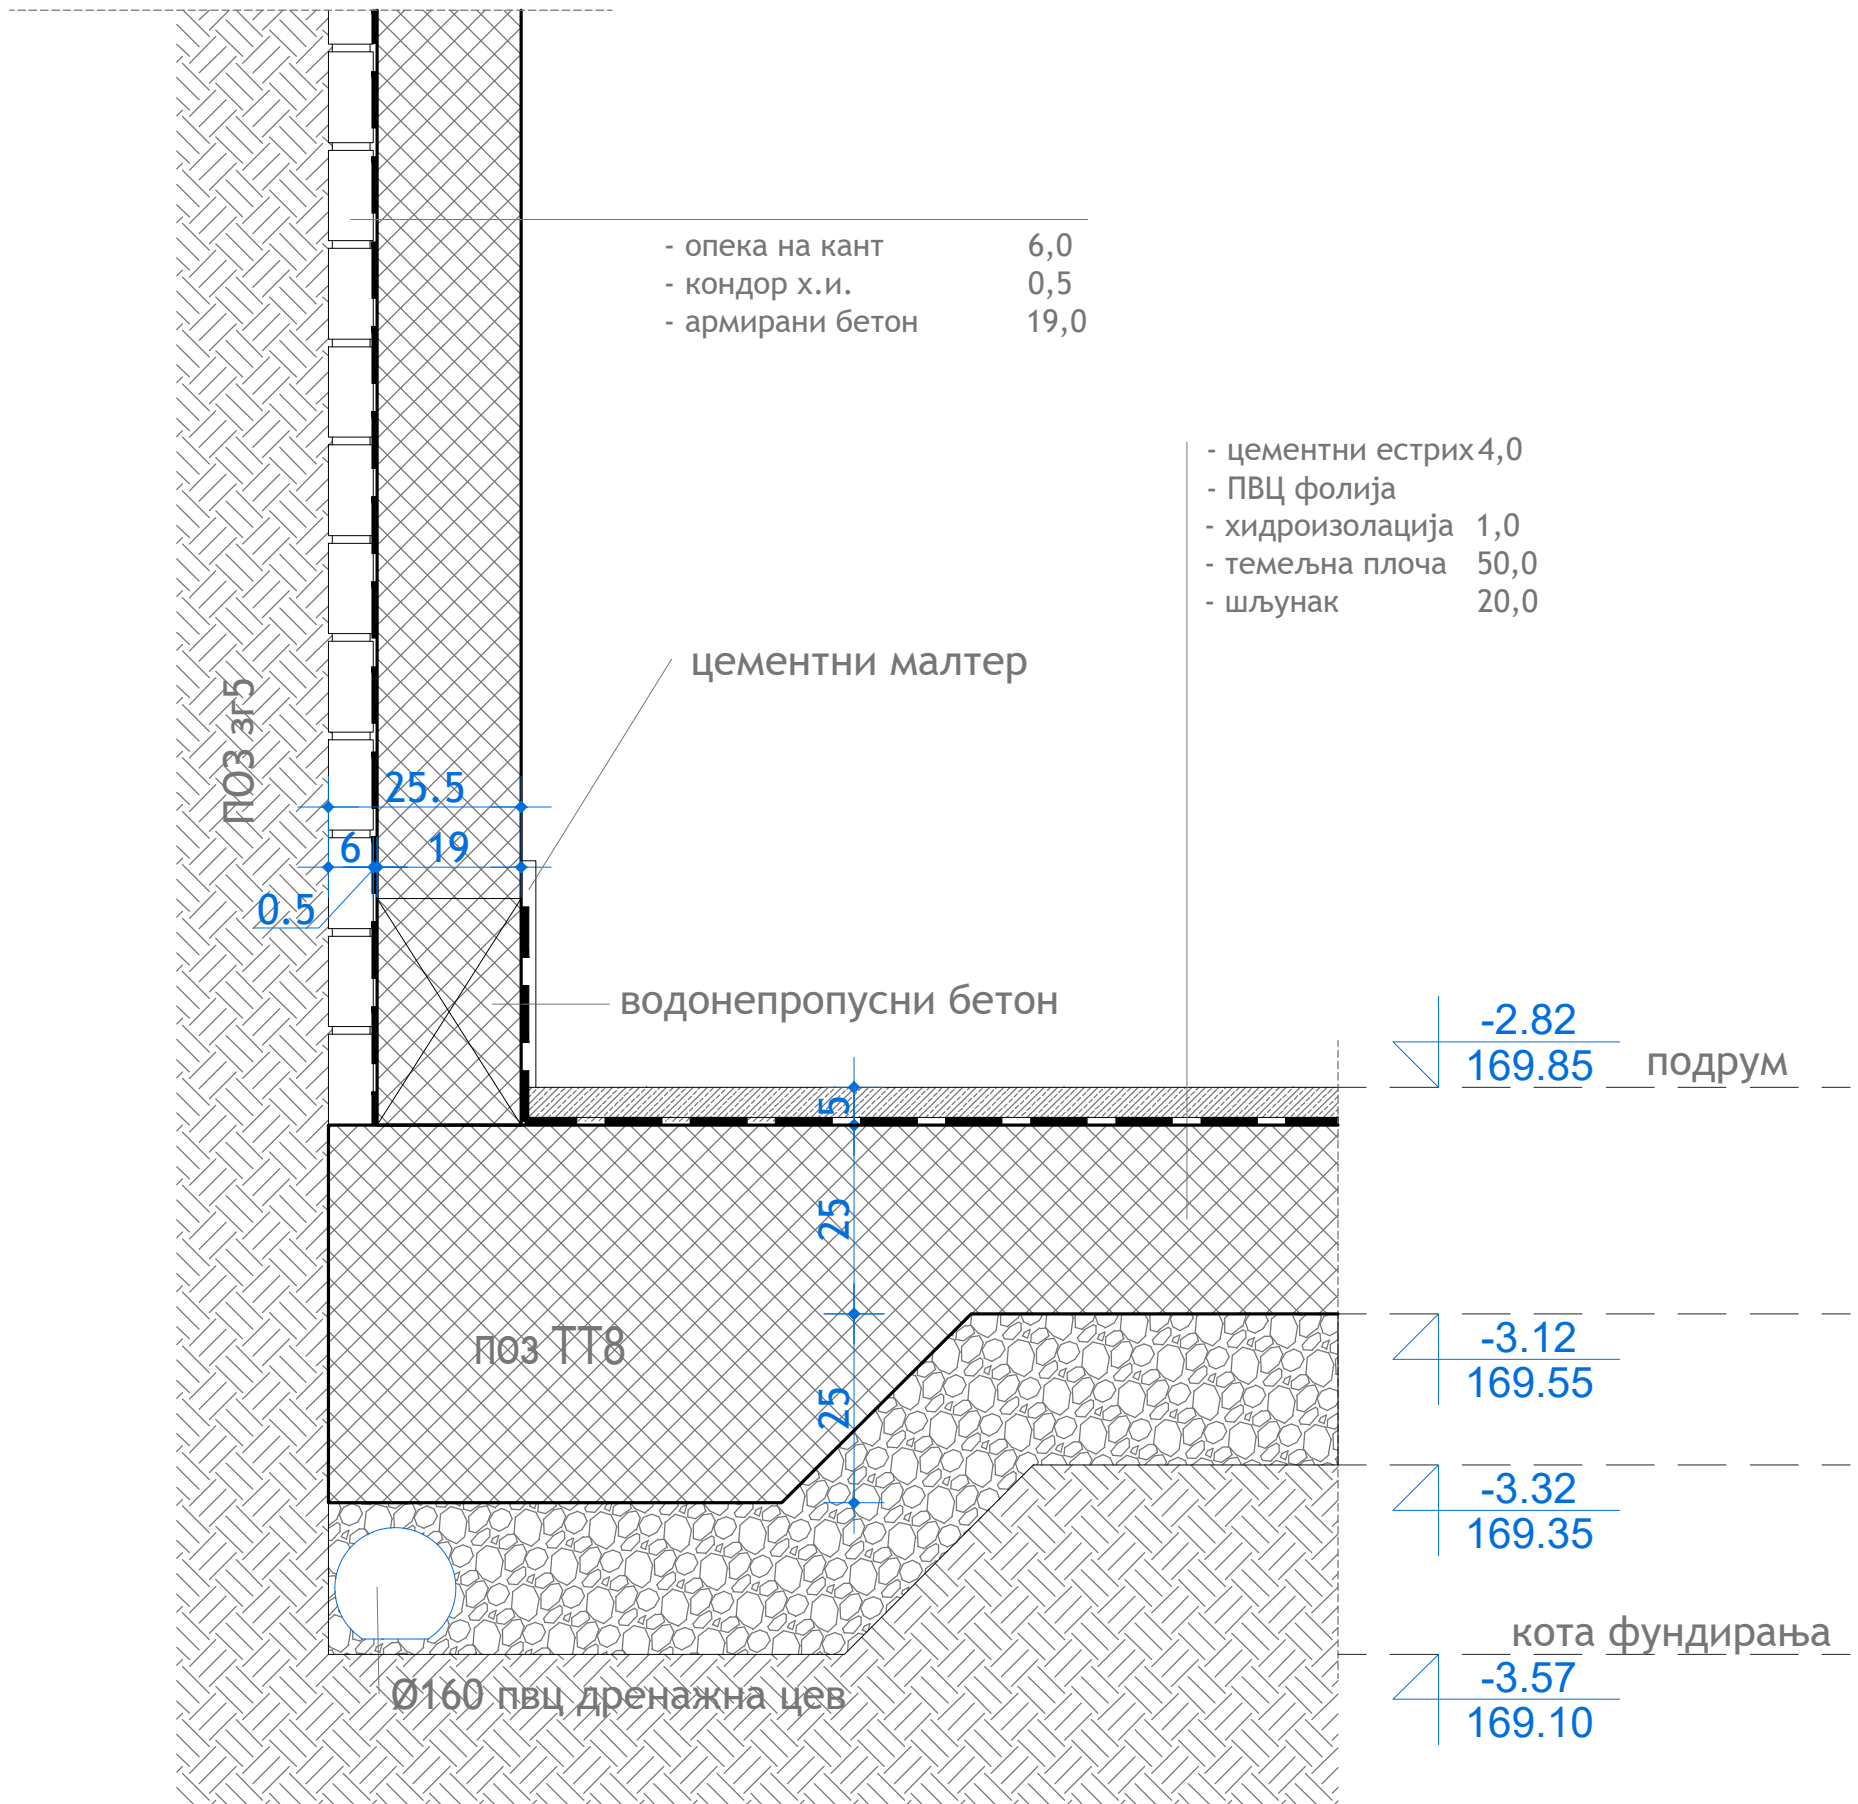 - опека на кант 6,0
- кондор х.и. 0,5
- армирани бетон 19,0
- цементни естрих 4,0
- ПВЦ фолија
- хидроизолација 1,0
- темељна плоча 50,0
- шљунак 20,0
цементни малтер
ПОЗ зг5
25.5
6 19
0.5
водонепропусни бетон
-2.82
169.85 подрум
5
25
поз ТТ8
25
-3.12
169.55
-3.32
169.35
кота фундирања
-3.57
169.10
Ø160 пвц дренажна цев